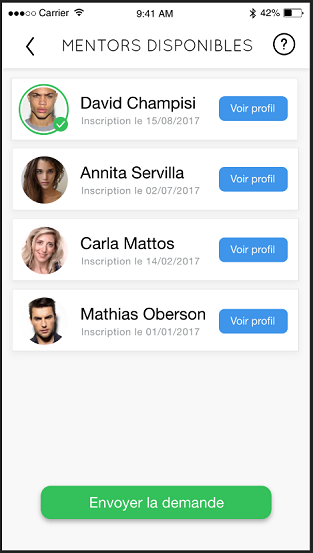 Carrier 9:41 AM 42%
MENTORS DISPONIBLES ?
David Champisi
Inscription le 15/08/2017
Voir profil
Annita Servilla
Inscription le 02/07/2017
Voir profil
Carla Mattos
Inscription le 14/02/2017
Voir profil
Mathias Oberson
Inscription le 01/01/2017
Voir profil
Envoyer la demande